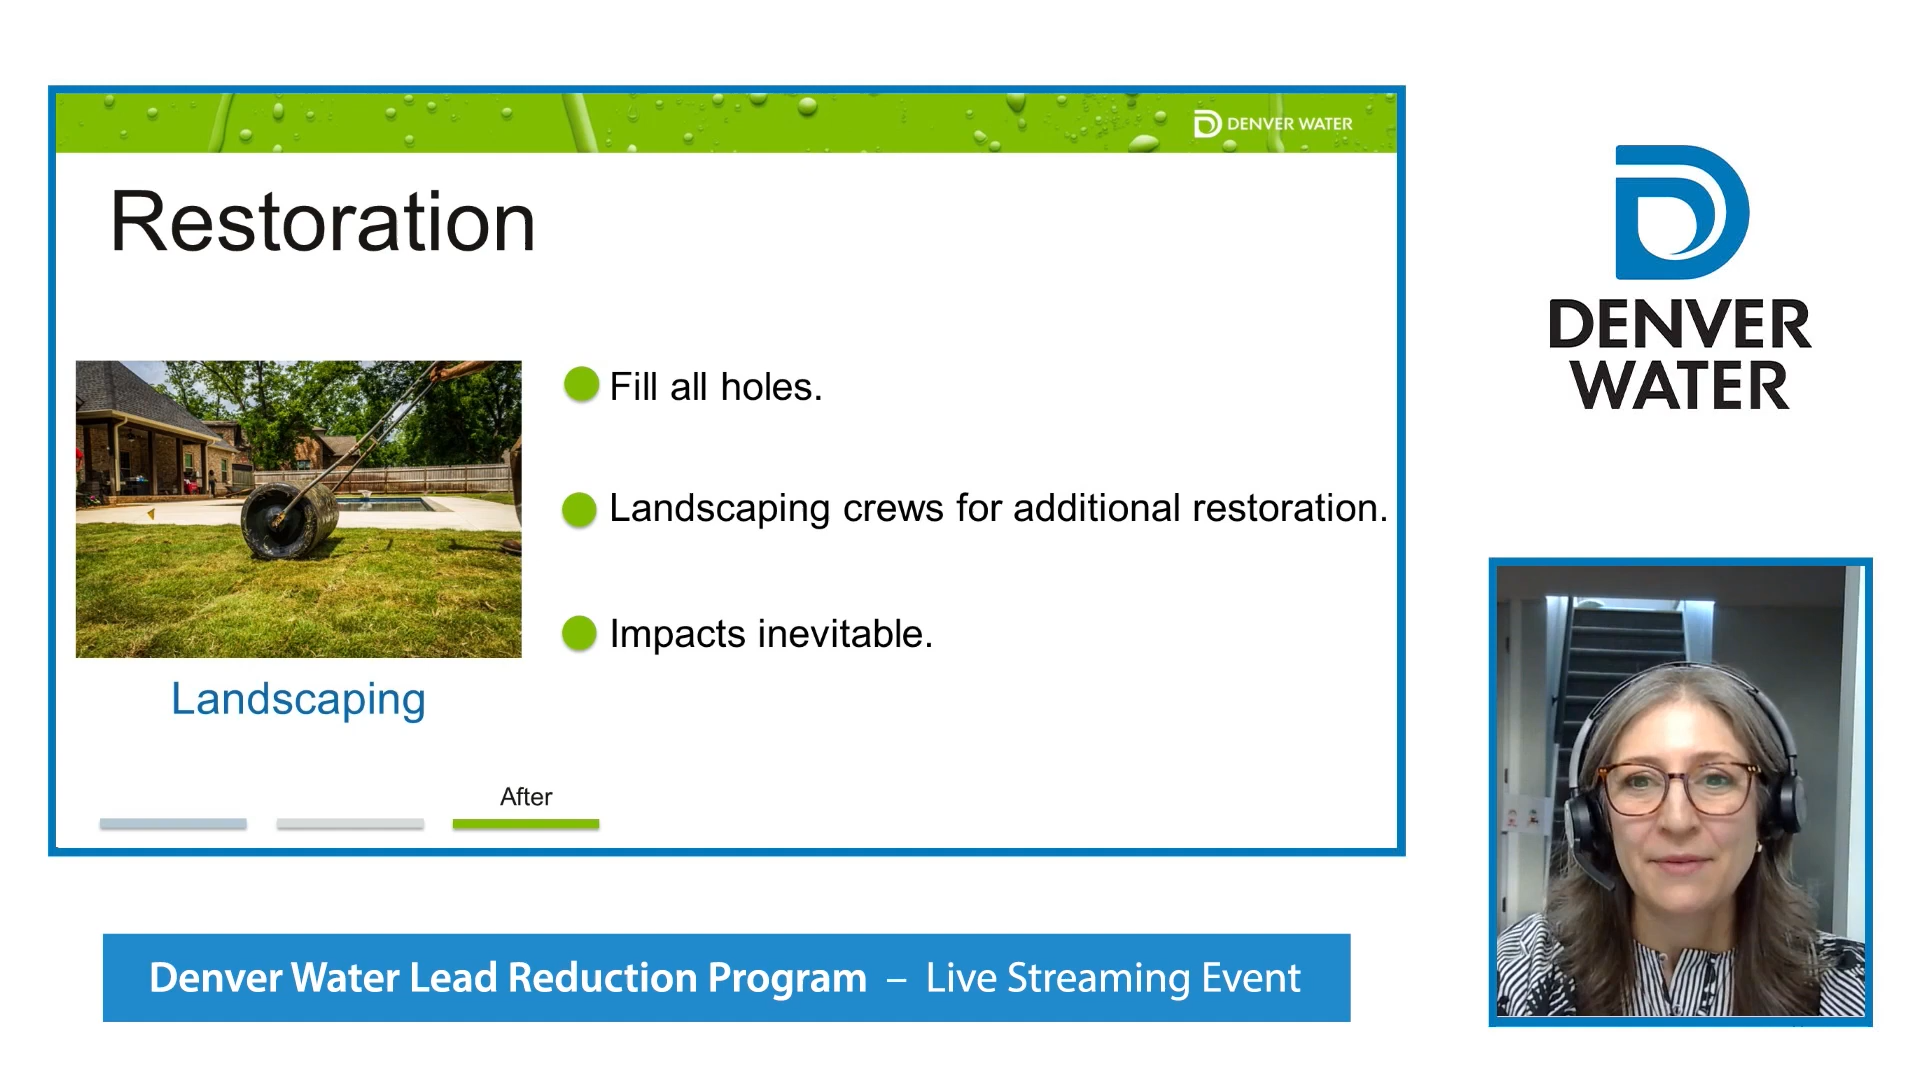 DENVER WATER
Restoration
Fill all holes.
Landscaping crews for additional restoration.
Impacts inevitable.
Landscaping
After
DENVER
WATER
Denver Water Lead Reduction Program – Live Streaming Event